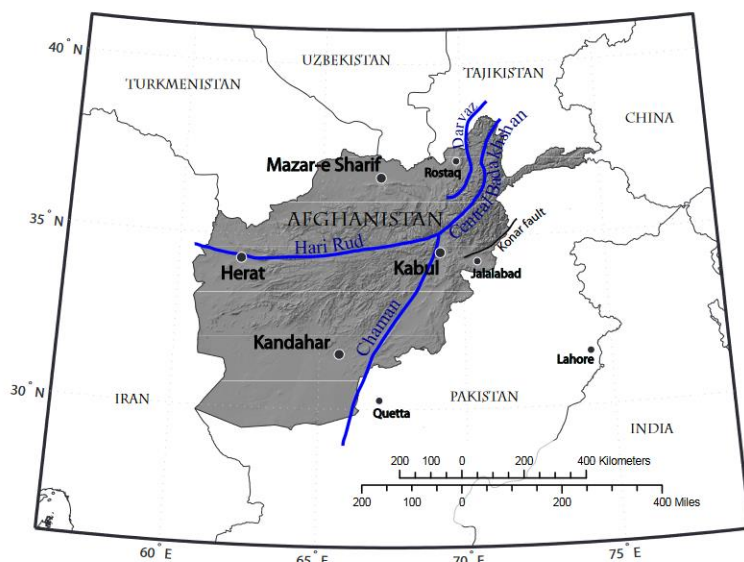 40° N
UZBEKISTAN
TAJIKISTAN
TURKMENISTAN
CHINA
Darvaz
Central Badakhshan
Mazar-e Sharif
Rostaq
35° N
AFGHANISTAN
Hari Rud
Konar fault
Herat
Kabul
Jalalabad
Chaman
Kandahar
Lahore
30° N
IRAN
Quetta
PAKISTAN
INDIA
200 100 0 200 400 Kilometers
200 100 0 200 400 Miles
60° E
65° E
70° E
75° E